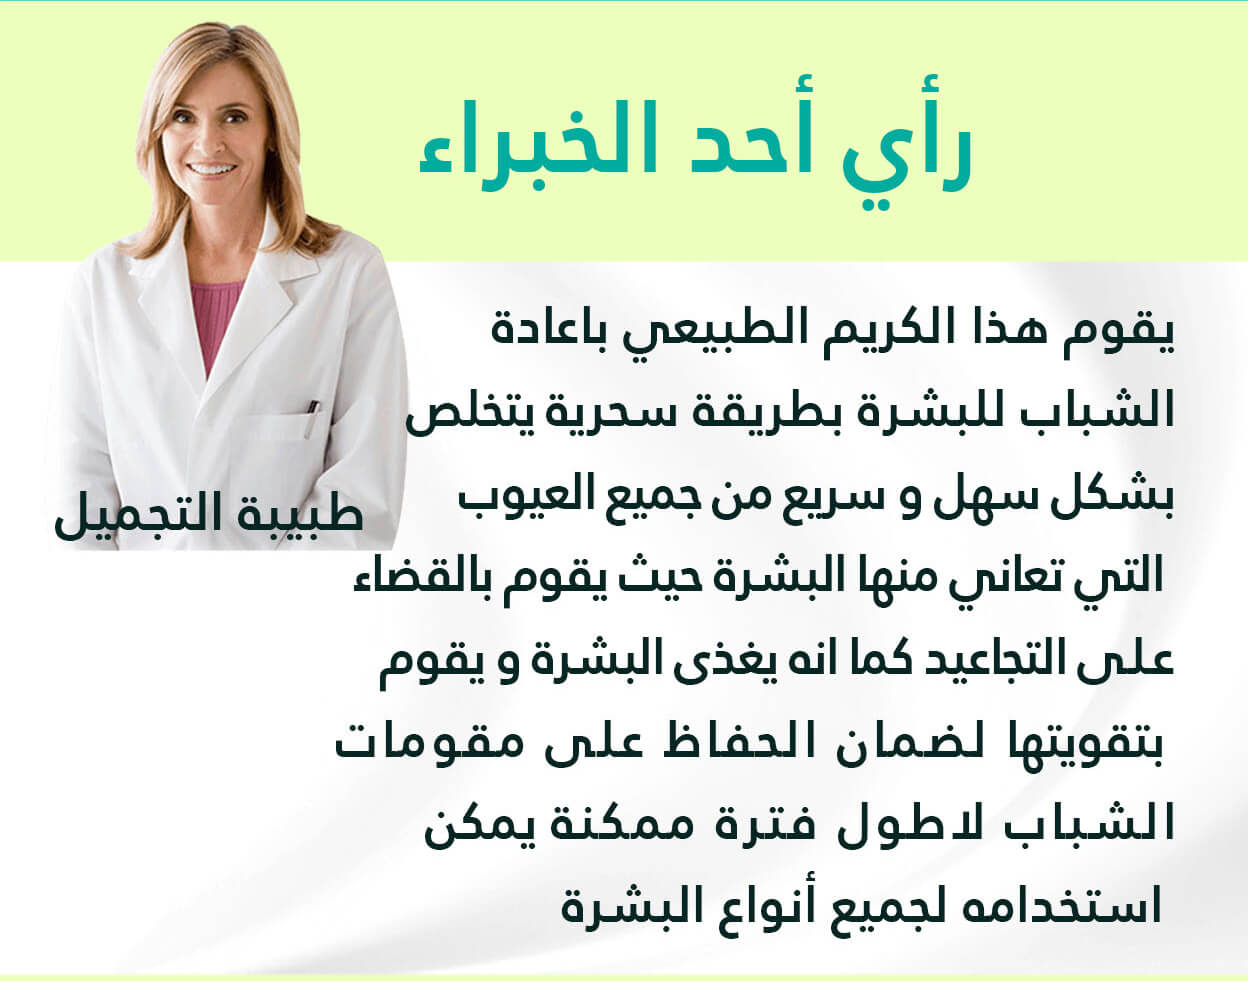 رأي أحد الخبراء
يقوم هذا الكريم الطبيعي باعادة
الشباب للبشرة بطريقة سحرية يتخلص
بشكل سهل و سريع من جميع العيوب
التي تعاني منها البشرة حيث يقوم بالقضاء
على التجاعيد كما انه يغذى البشرة و يقوم
بتقويتها لضمان الحفاظ على مقومات
الشباب لاطول فترة ممكنة يمكن
استخدامه لجميع أنواع البشرة
طبيبة التجميل